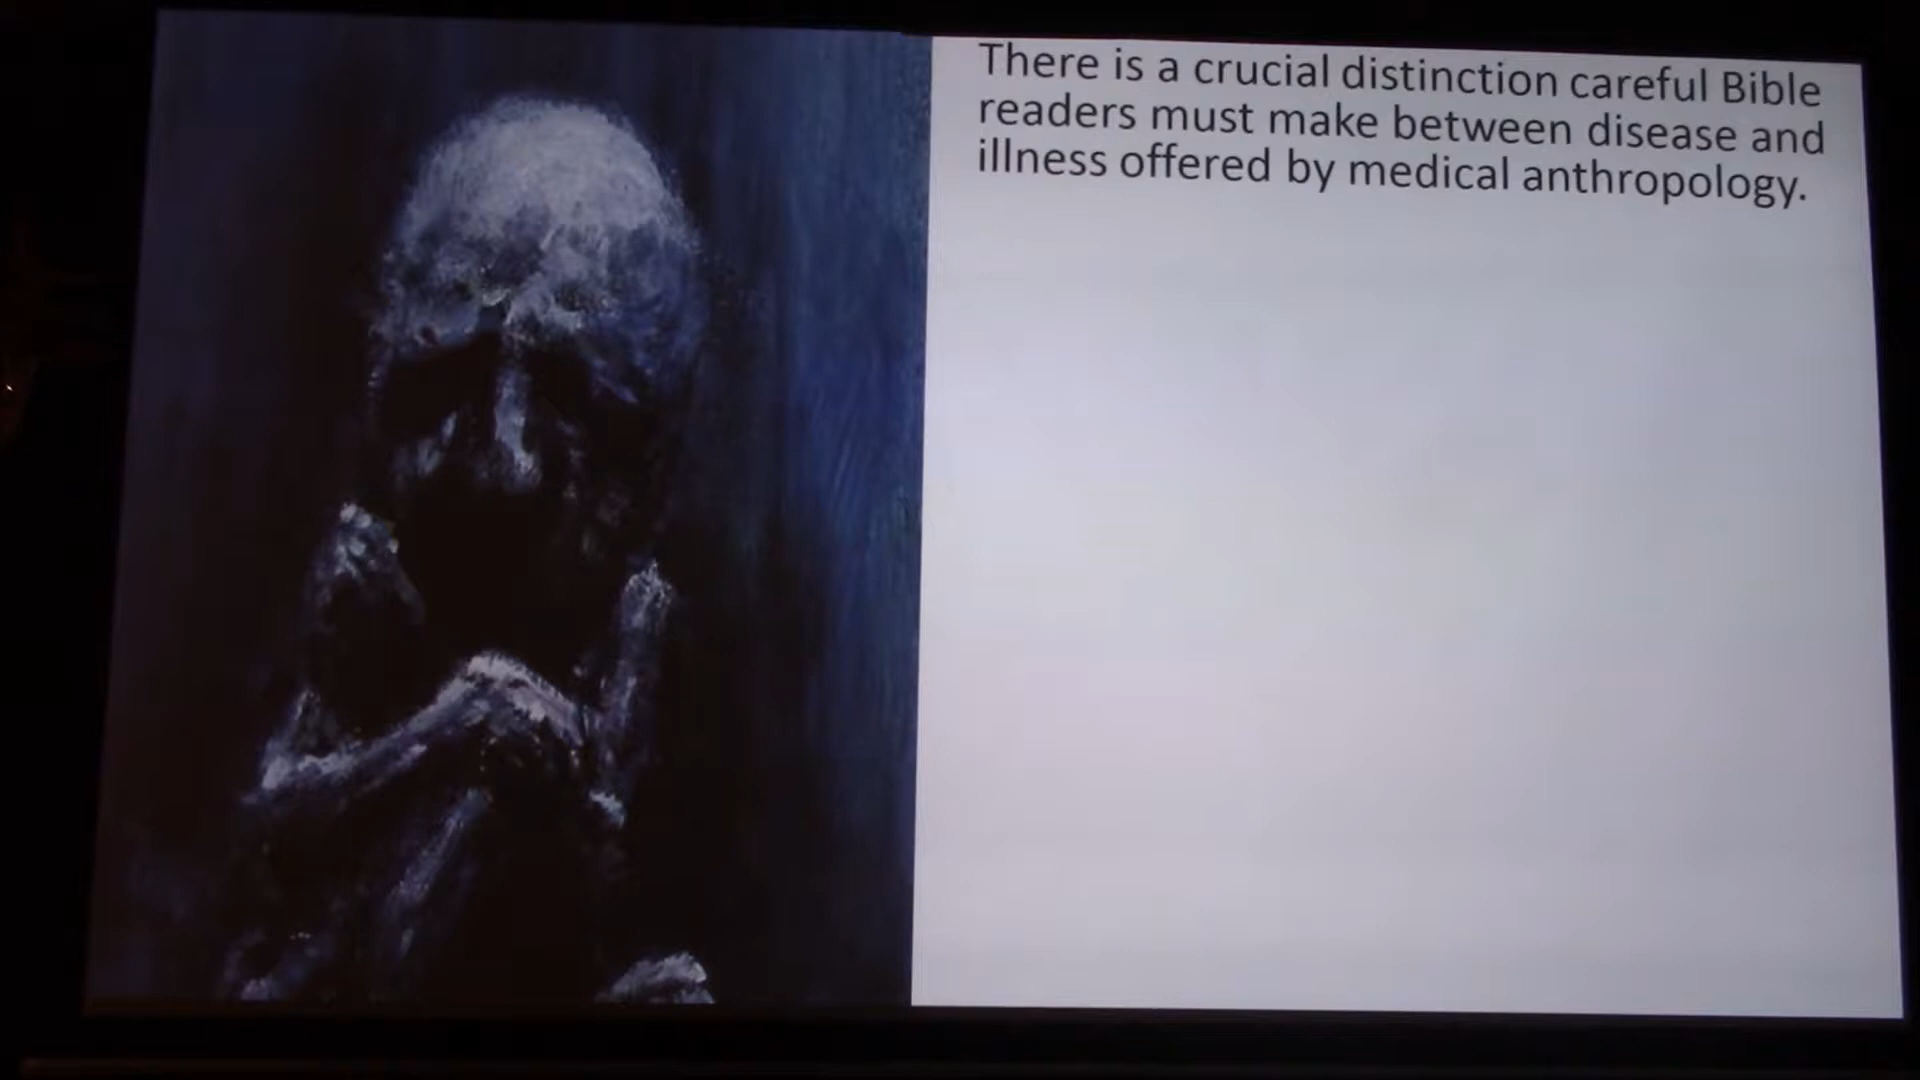 There is a crucial distinction careful Bible
readers must make between disease and
illness offered by medical anthropology.